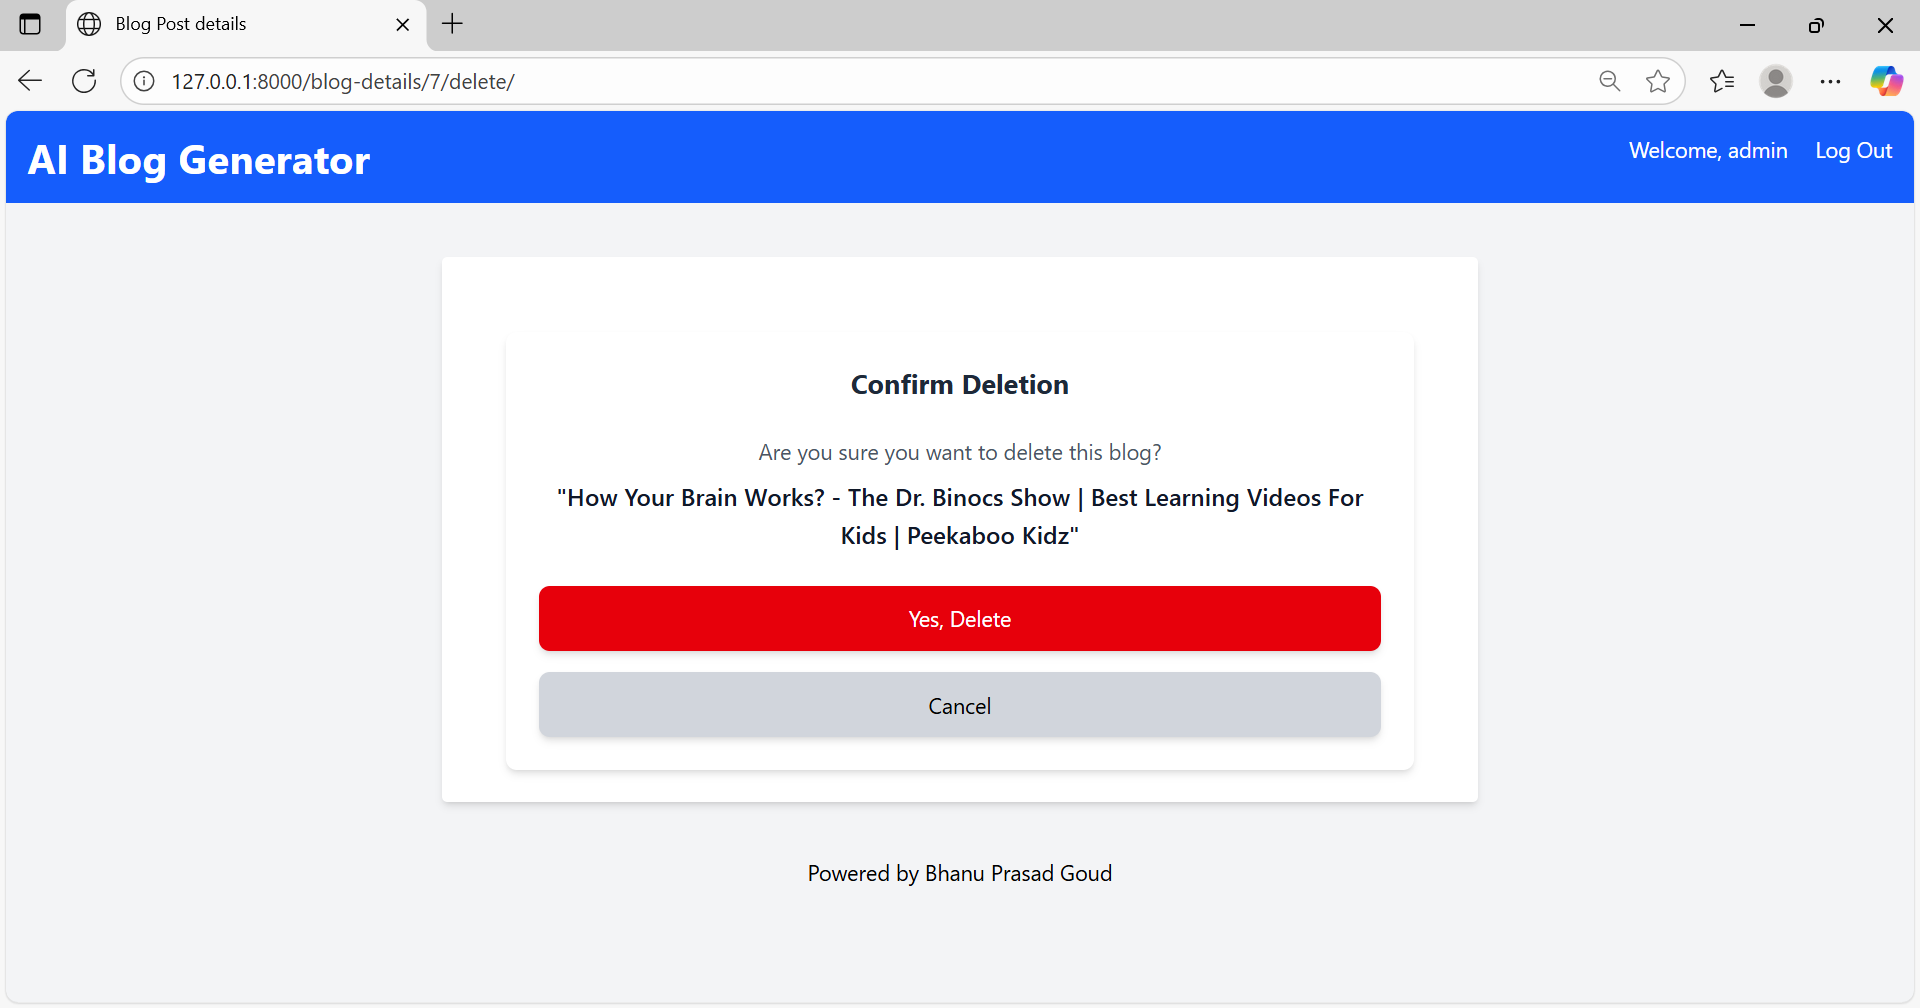 Blog Post details
127.0.0.1:8000/blog-details/7/delete/
AI Blog Generator
Welcome, admin
Log Out
Confirm Deletion
Are you sure you want to delete this blog?
"How Your Brain Works? - The Dr. Binocs Show | Best Learning Videos For
Kids | Peekaboo Kidz"
Yes, Delete
Cancel
Powered by Bhanu Prasad Goud